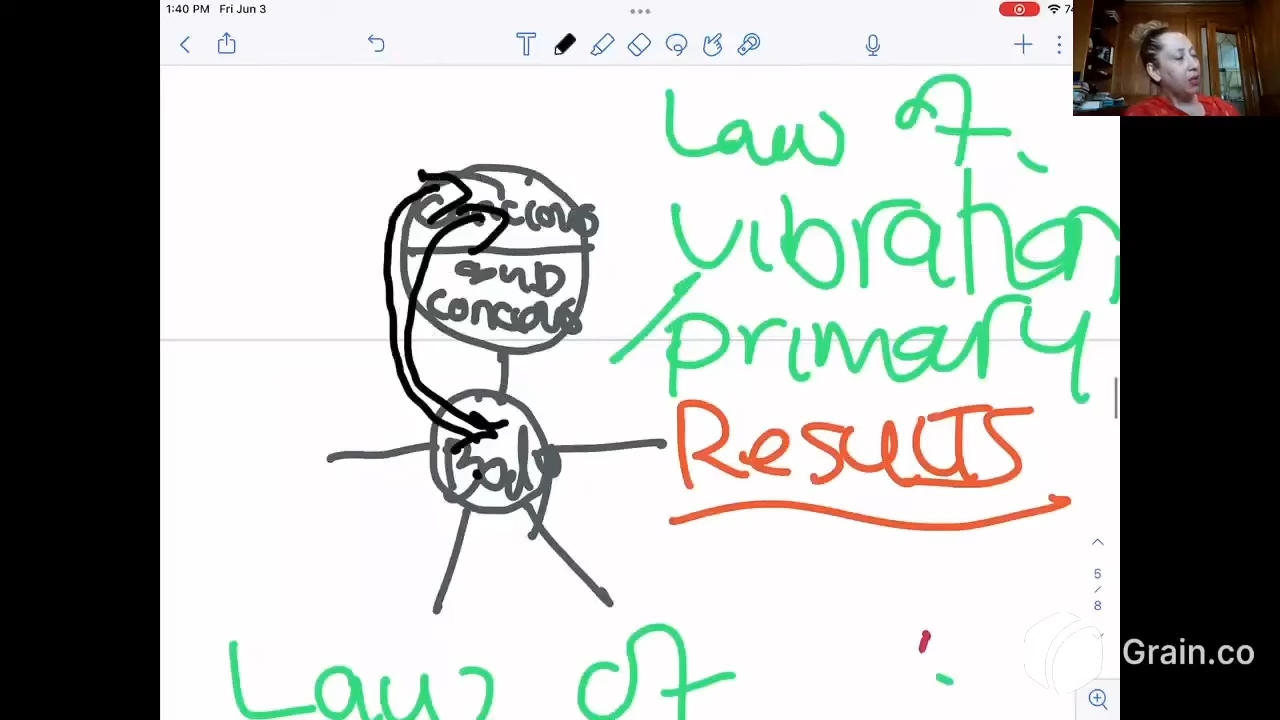 1:40 PM Fri Jun 3
74
Law of
vibration
primary
Conscious
sub
conscious
Results
Body
5
/
8
Law of
Grain.co